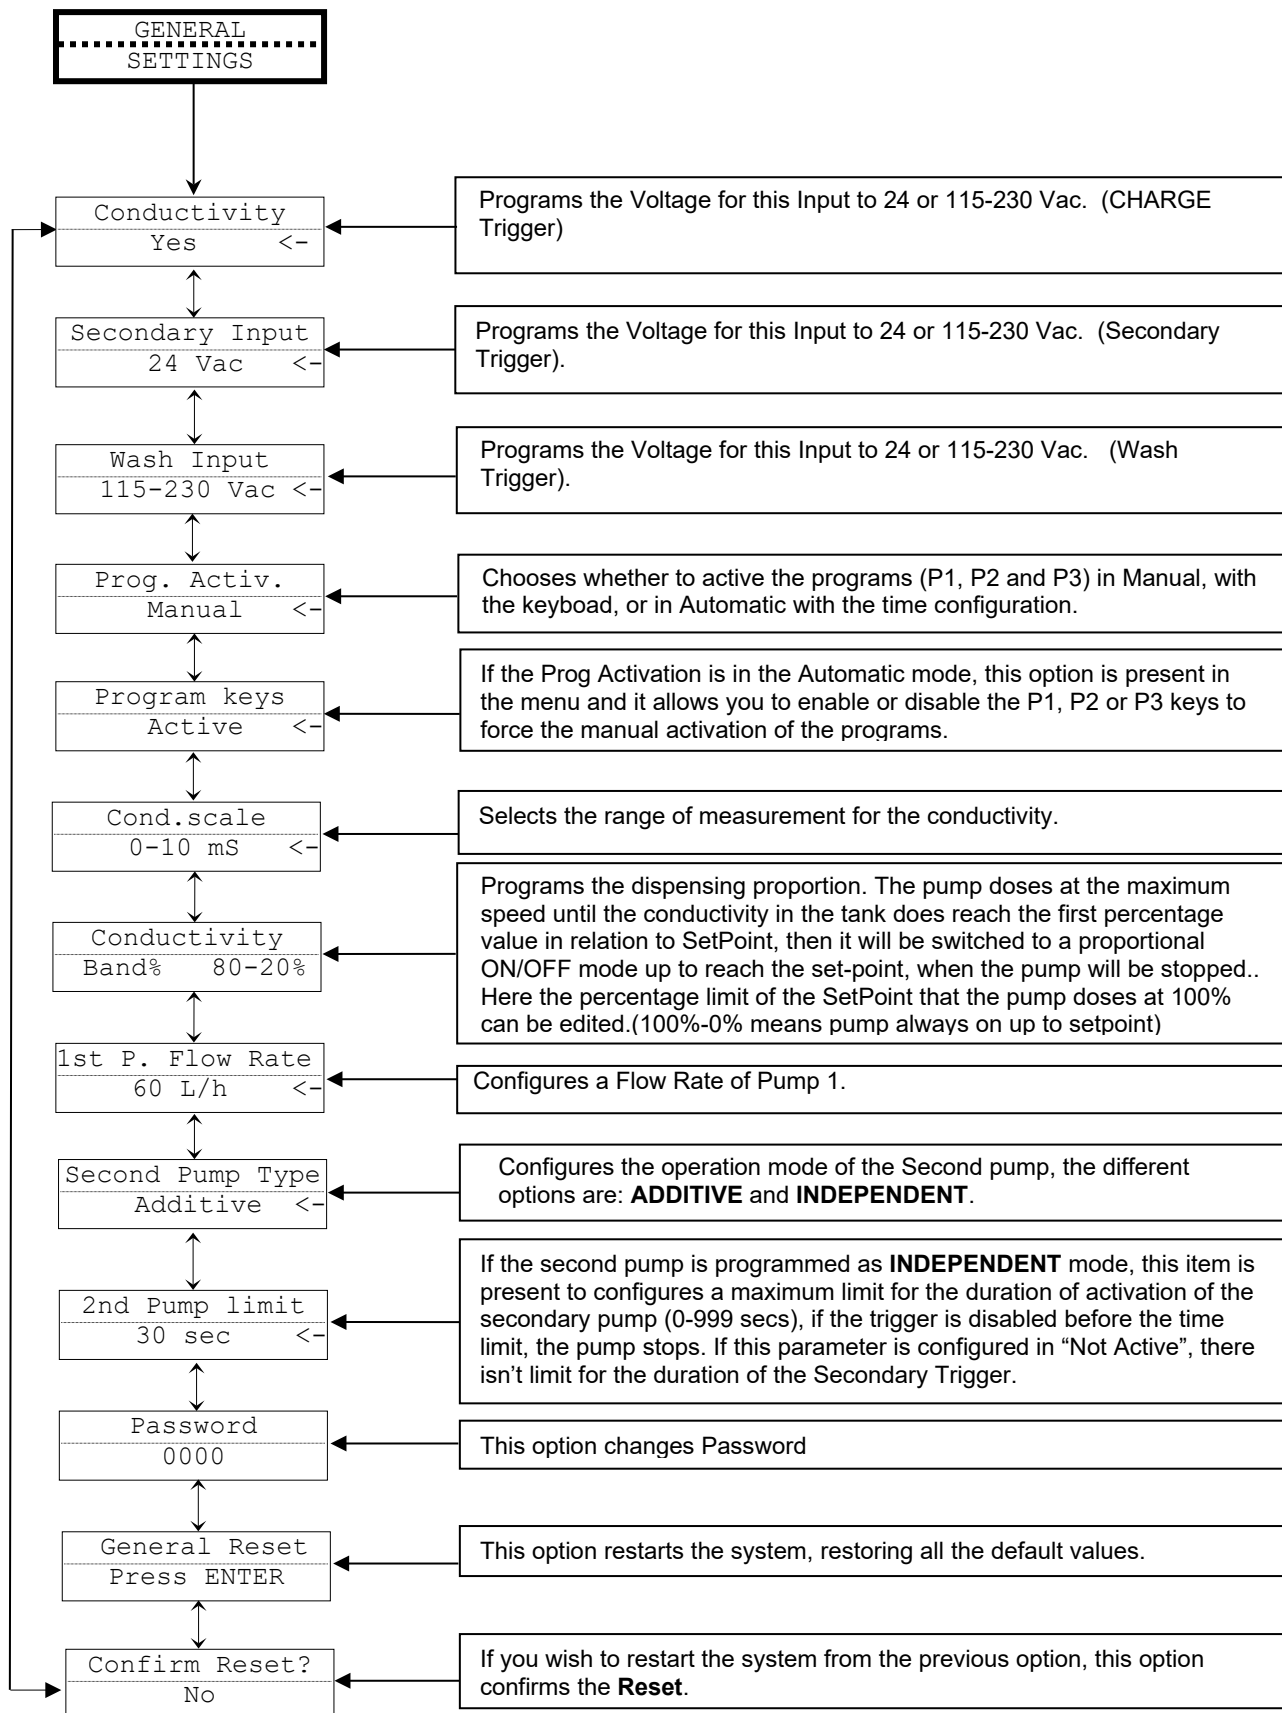 GENERAL
SETTINGS
Conductivity
Yes <-
Programs the Voltage for this Input to 24 or 115-230 Vac. (CHARGE
Trigger)
Secondary Input
24 Vac <-
Programs the Voltage for this Input to 24 or 115-230 Vac. (Secondary
Trigger).
Wash Input
115-230 Vac <-
Programs the Voltage for this Input to 24 or 115-230 Vac. (Wash
Trigger).
Prog. Activ.
Manual <-
Chooses whether to active the programs (P1, P2 and P3) in Manual, with
the keyboad, or in Automatic with the time configuration.
Program keys
Active <-
If the Prog Activation is in the Automatic mode, this option is present in
the menu and it allows you to enable or disable the P1, P2 or P3 keys to
force the manual activation of the programs.
Cond.scale
0-10 mS <-
Selects the range of measurement for the conductivity.
Conductivity
Band% 80-20%
Programs the dispensing proportion. The pump doses at the maximum
speed until the conductivity in the tank does reach the first percentage
value in relation to SetPoint, then it will be switched to a proportional
ON/OFF mode up to reach the set-point, when the pump will be stopped..
Here the percentage limit of the SetPoint that the pump doses at 100%
can be edited.(100%-0% means pump always on up to setpoint)
1st P. Flow Rate
60 L/h <-
Configures a Flow Rate of Pump 1.
Second Pump Type
Additive <-
Configures the operation mode of the Second pump, the different
options are: ADDITIVE and INDEPENDENT.
2nd Pump limit
30 sec <-
If the second pump is programmed as INDEPENDENT mode, this item is
present to configures a maximum limit for the duration of activation of the
secondary pump (0-999 secs), if the trigger is disabled before the time
limit, the pump stops. If this parameter is configured in “Not Active”, there
isn’t limit for the duration of the Secondary Trigger.
Password
0000
This option changes Password
General Reset
Press ENTER
This option restarts the system, restoring all the default values.
Confirm Reset?
No
If you wish to restart the system from the previous option, this option
confirms the Reset.